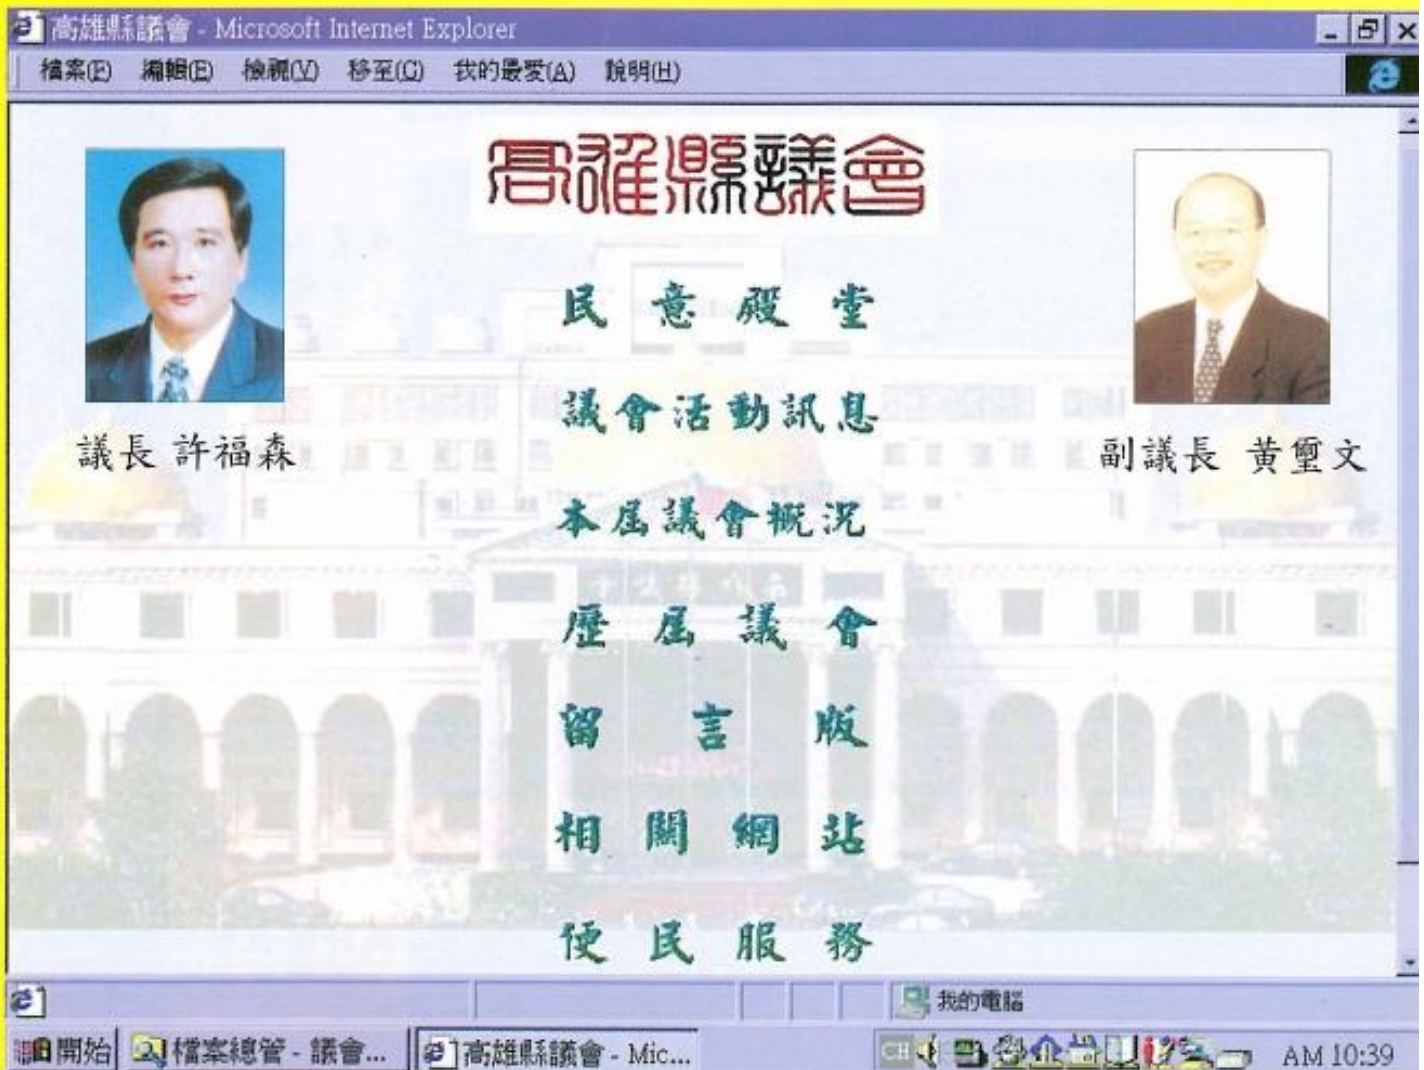 高雄縣議會 - Microsoft Internet Explorer
檔案(F) 編輯(E) 檢視(V) 移至(G) 我的最愛(A) 說明(H)
高雄縣議會
民意殿堂
議會活動訊息
議長 許福森
副議長 黃璽文
本屆議會概況
歷屆議會
留言版
相關網站
便民服務
我的電腦
開始 檔案總管 - 議會... 高雄縣議會 - Mic... CH AM 10:39